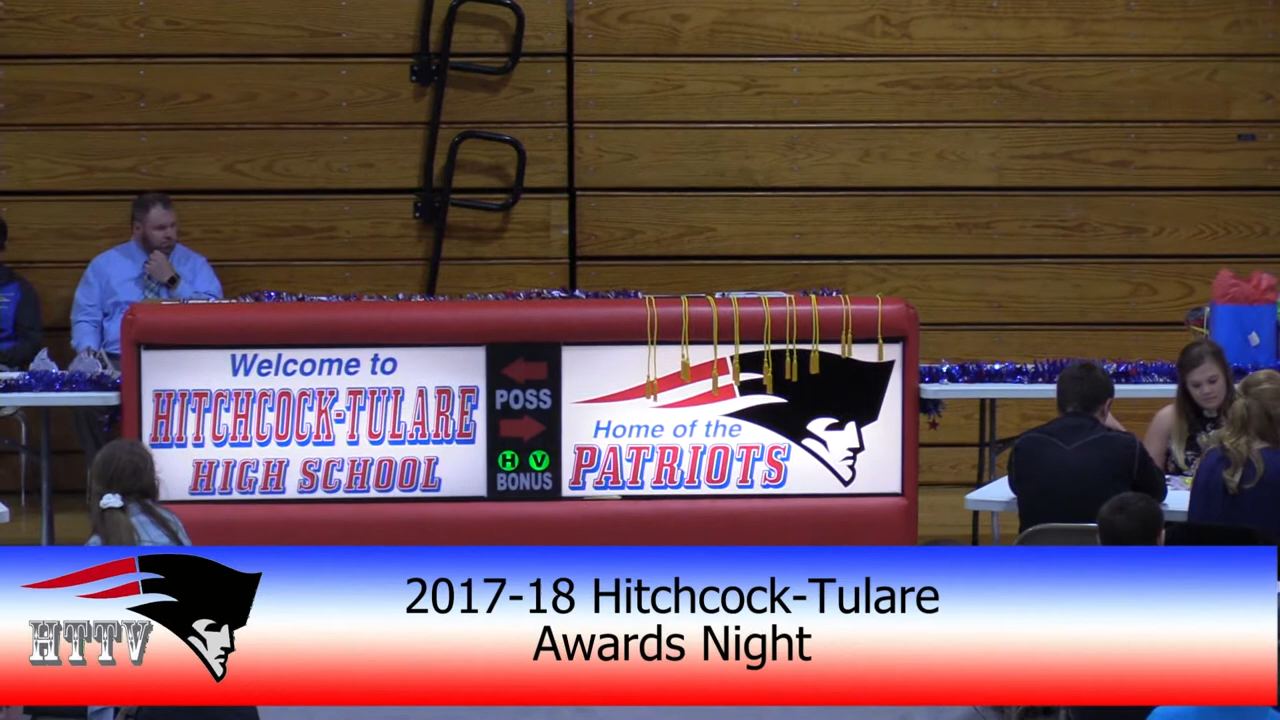 Welcome to
HITCHCOCK-TULARE
HIGH SCHOOL
POSS
H V
BONUS
Home of the
PATRIOTS
HTTV
2017-18 Hitchcock-Tulare
Awards Night